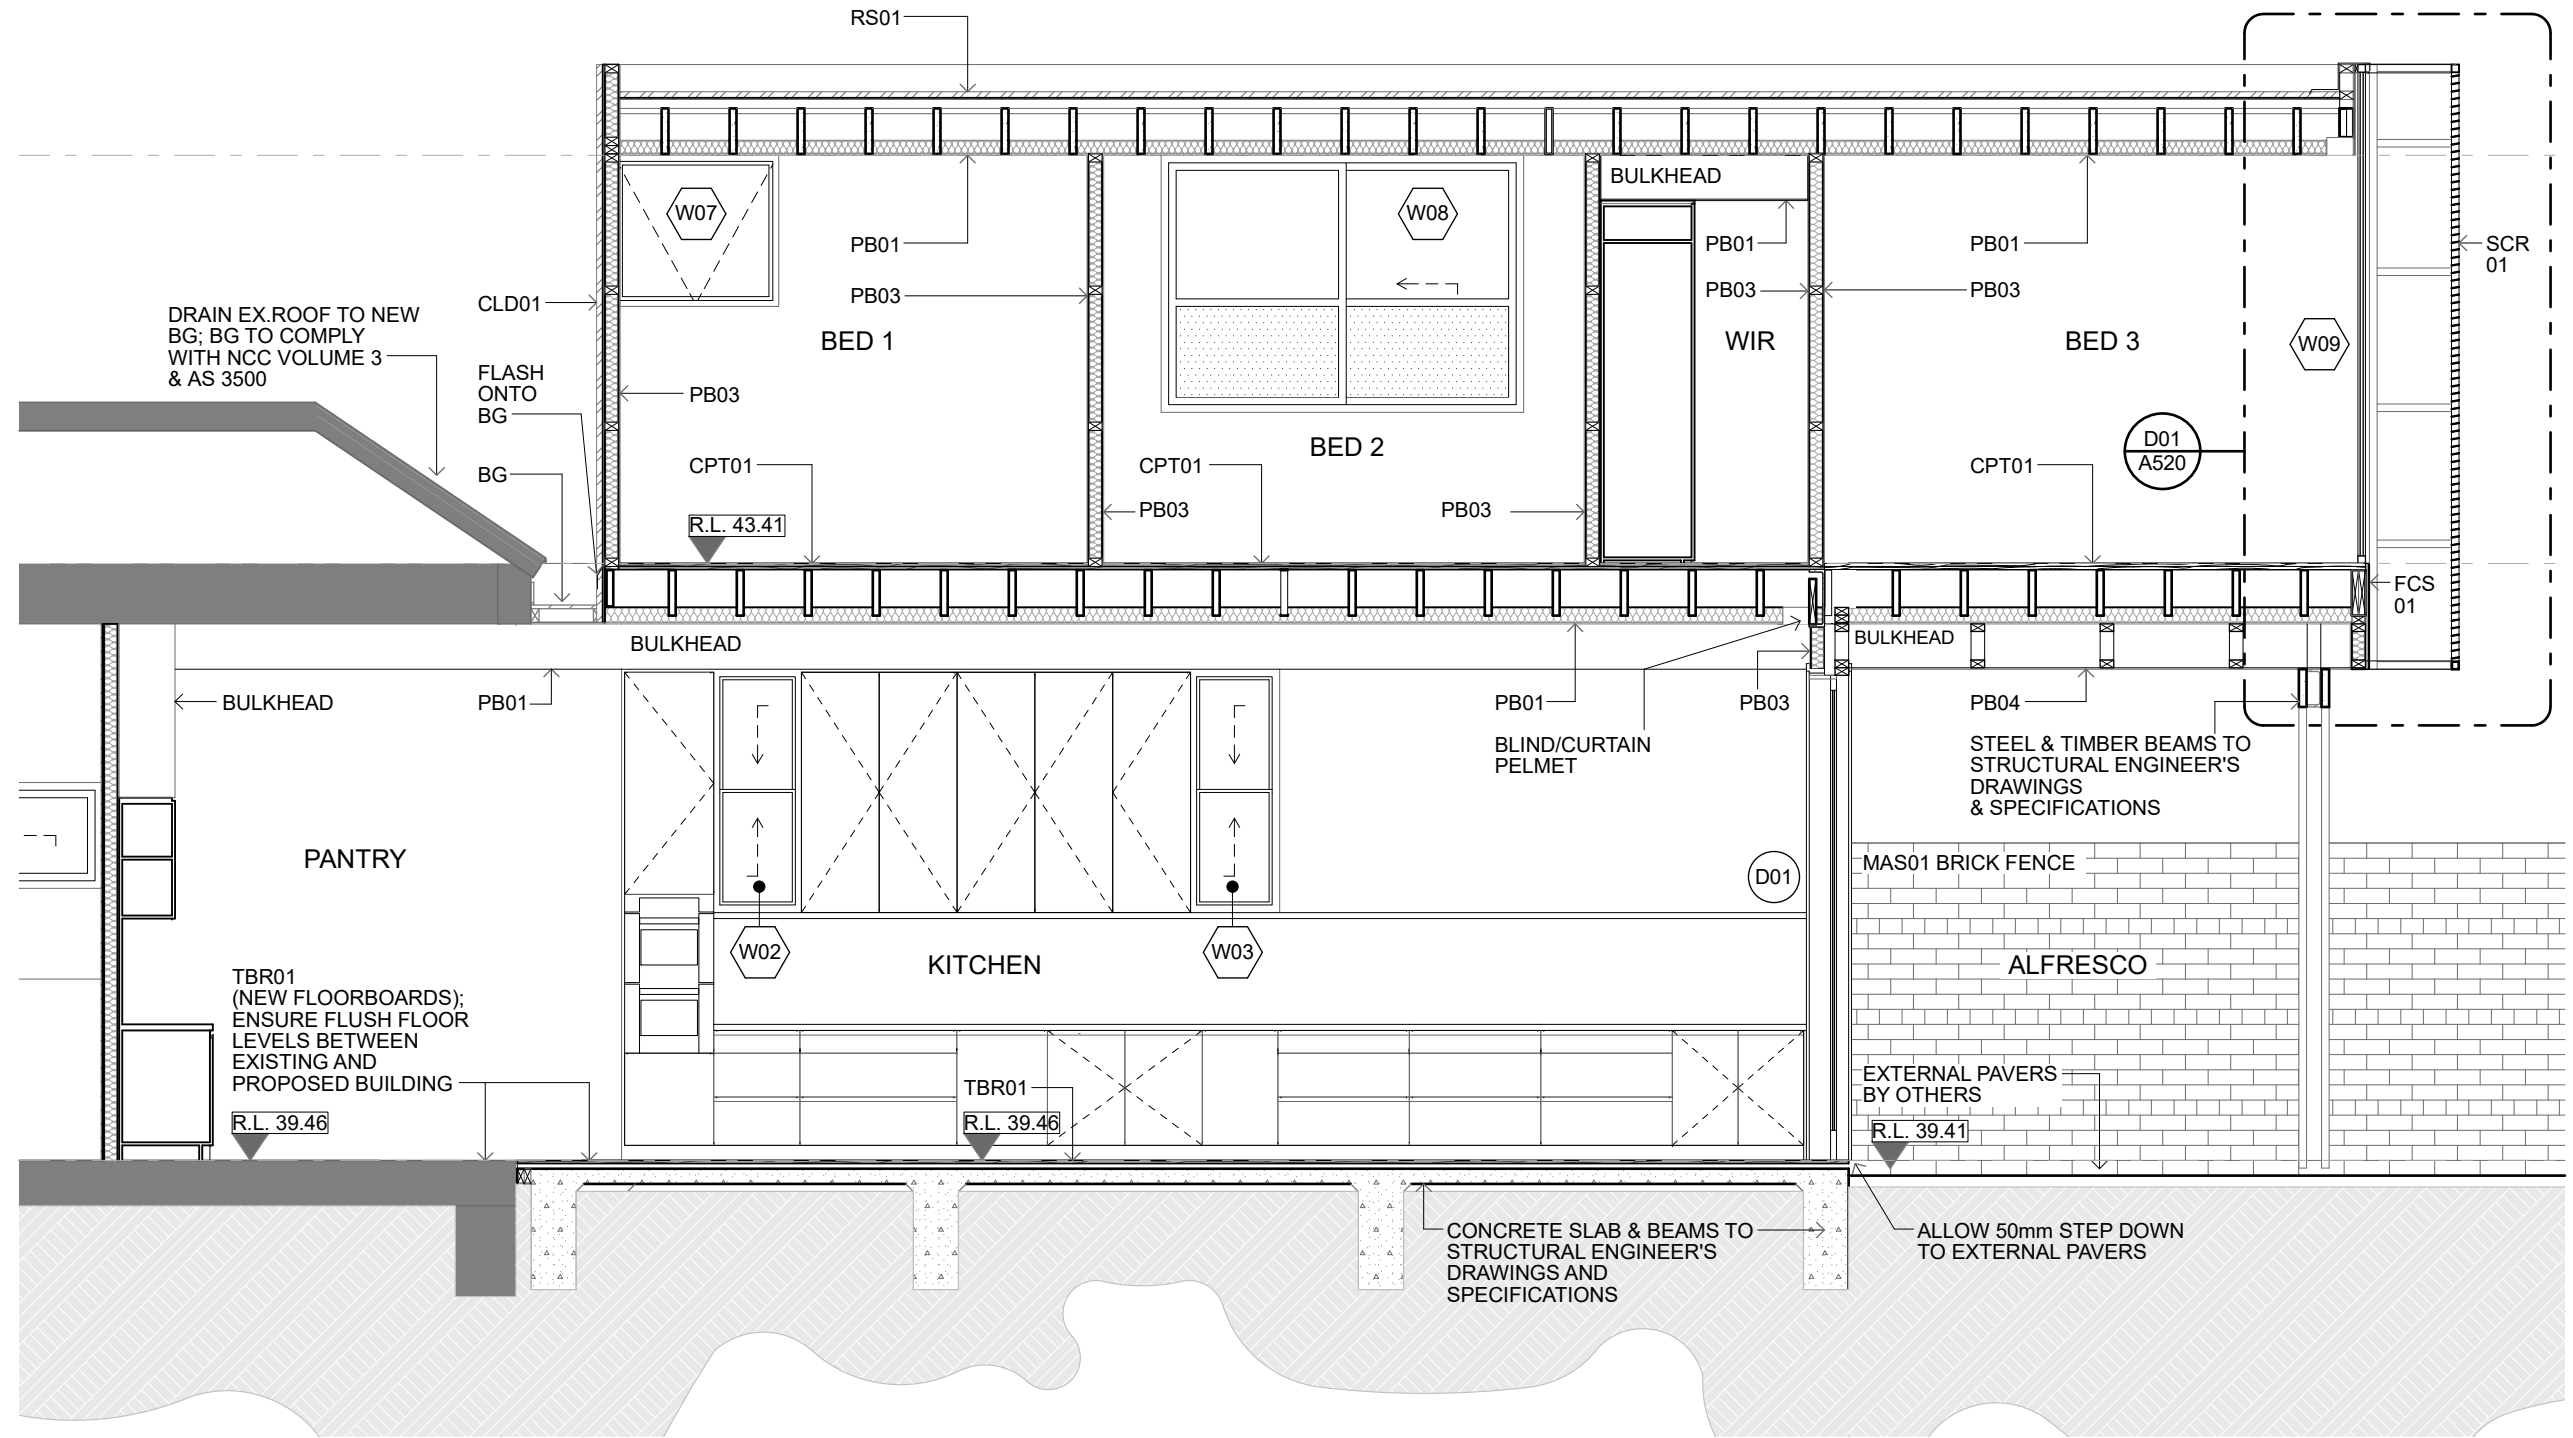 RS01
BULKHEAD
W07
W08
PB01
PB01
PB01
SCR
01
PB03
PB03
PB03
CLD01
DRAIN EX.ROOF TO NEW
BG; BG TO COMPLY
WITH NCC VOLUME 3
& AS 3500
BED 1
WIR
BED 3
W09
FLASH
ONTO
BG
PB03
BED 2
D01
A520
BG
CPT01
CPT01
CPT01
PB03
PB03
R.L. 43.41
FCS
01
BULKHEAD
BULKHEAD
BULKHEAD
PB01
PB01
PB03
PB04
BLIND/CURTAIN
PELMET
STEEL & TIMBER BEAMS TO
STRUCTURAL ENGINEER'S
DRAWINGS
& SPECIFICATIONS
PANTRY
D01
MAS01 BRICK FENCE
W02
W03
KITCHEN
ALFRESCO
TBR01
(NEW FLOORBOARDS);
ENSURE FLUSH FLOOR
LEVELS BETWEEN
EXISTING AND
PROPOSED BUILDING
TBR01
EXTERNAL PAVERS
BY OTHERS
R.L. 39.46
R.L. 39.46
R.L. 39.41
CONCRETE SLAB & BEAMS TO
STRUCTURAL ENGINEER'S
DRAWINGS AND
SPECIFICATIONS
ALLOW 50mm STEP DOWN
TO EXTERNAL PAVERS